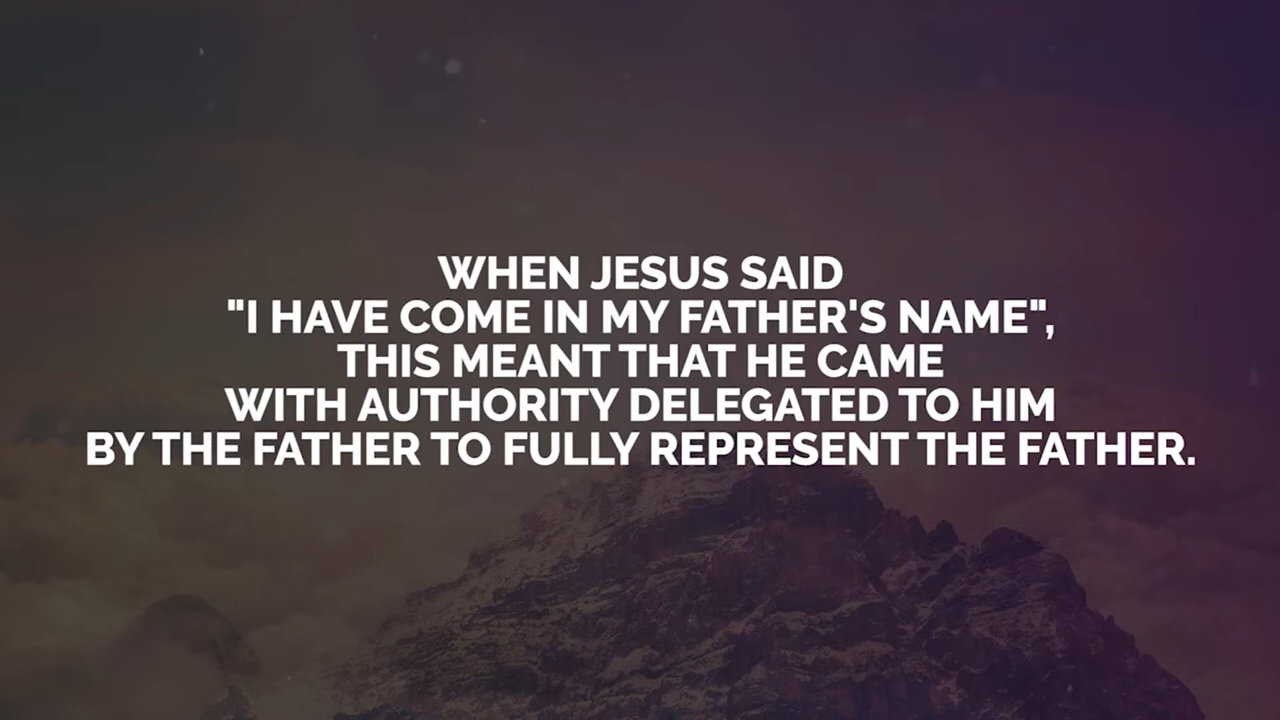 WHEN JESUS SAID
"I HAVE COME IN MY FATHER'S NAME",
THIS MEANT THAT HE CAME
WITH AUTHORITY DELEGATED TO HIM
BY THE FATHER TO FULLY REPRESENT THE FATHER.